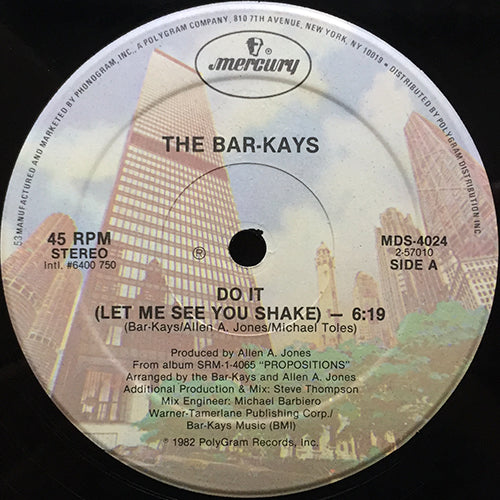 53 MANUFACTURED AND MARKETED BY PHONOGRAM, INC., A POLYGRAM COMPANY, 810 7TH AVENUE, NEW YORK, N.Y. 10019 • DISTRIBUTED BY POLYGRAM DISTRIBUTION, INC.
mercury
THE BAR-KAYS
45 RPM
STEREO
Intl. #6400 750
℗
MDS-4024
2-57010
SIDE A
DO IT
(LET ME SEE YOU SHAKE) — 6:19
(Bar-Kays/Allen A. Jones/Michael Toles)
Produced by Allen A. Jones
From album SRM-1-4065 "PROPOSITIONS"
Arranged by the Bar-Kays and Allen A. Jones
Additional Production & Mix: Steve Thompson
Mix Engineer: Michael Barbiero
Warner-Tamerlane Publishing Corp./
Bar-Kays Music (BMI)
℗ 1982 PolyGram Records, Inc.